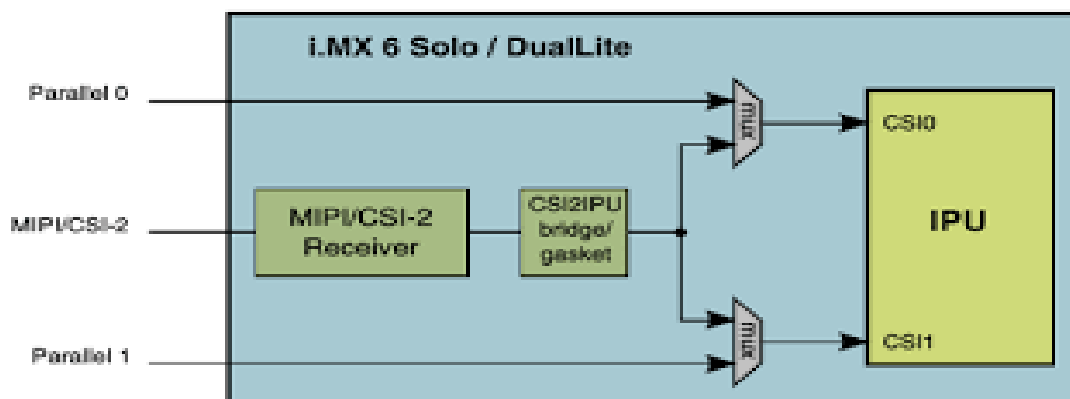 i.MX 6 Solo / DualLite
Parallel 0
mux
CSI0
MIPI/CSI-2
MIPI/CSI-2
Receiver
CSI2IPU
bridge/
gasket
IPU
mux
CSI1
Parallel 1